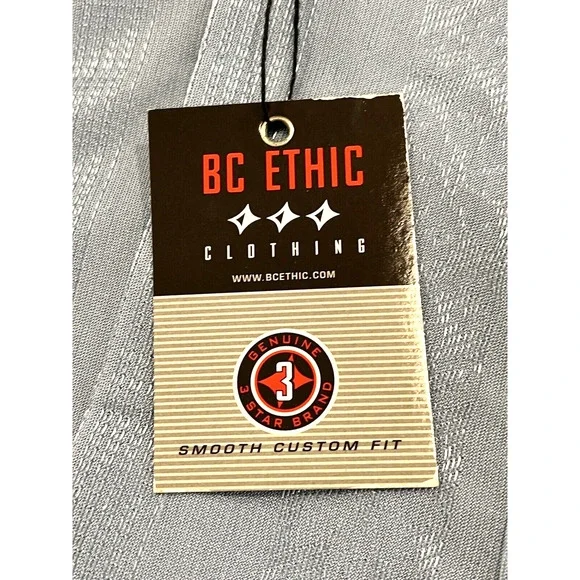 BC ETHIC
CLOTHING
WWW.BCETHIC.COM
GENUINE
3
3 STAR BRAND
SMOOTH CUSTOM FIT